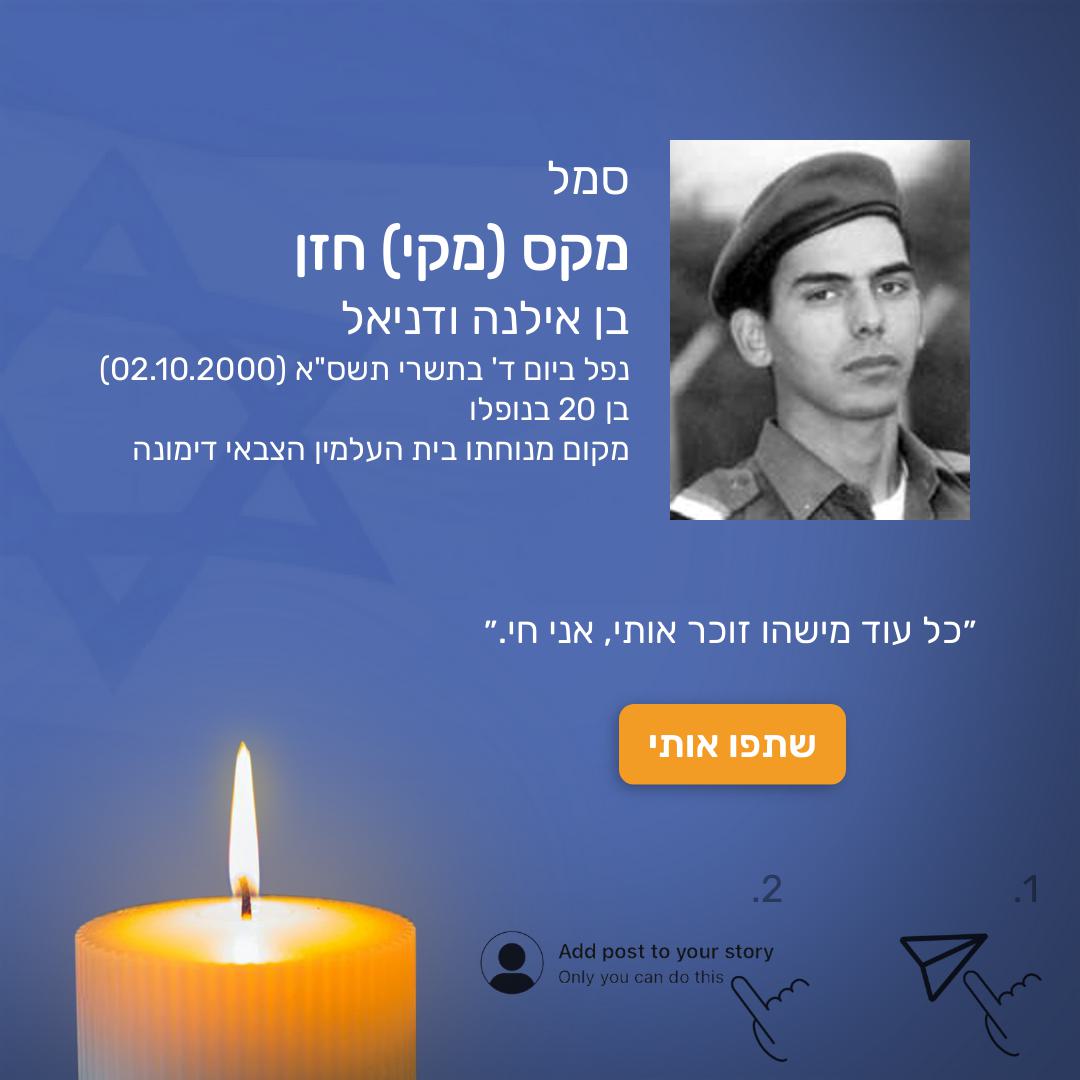 סמל
מקס (מקי) חזן
בן אילנה ודניאל
נפל ביום ד' בתשרי תשס"א (02.10.2000)
בן 20 בנופלו
מקום מנוחתו בית העלמין הצבאי דימונה
״כל עוד מישהו זוכר אותי, אני חי.״
שתפו אותי
1.
2.
Add post to your story
Only you can do this